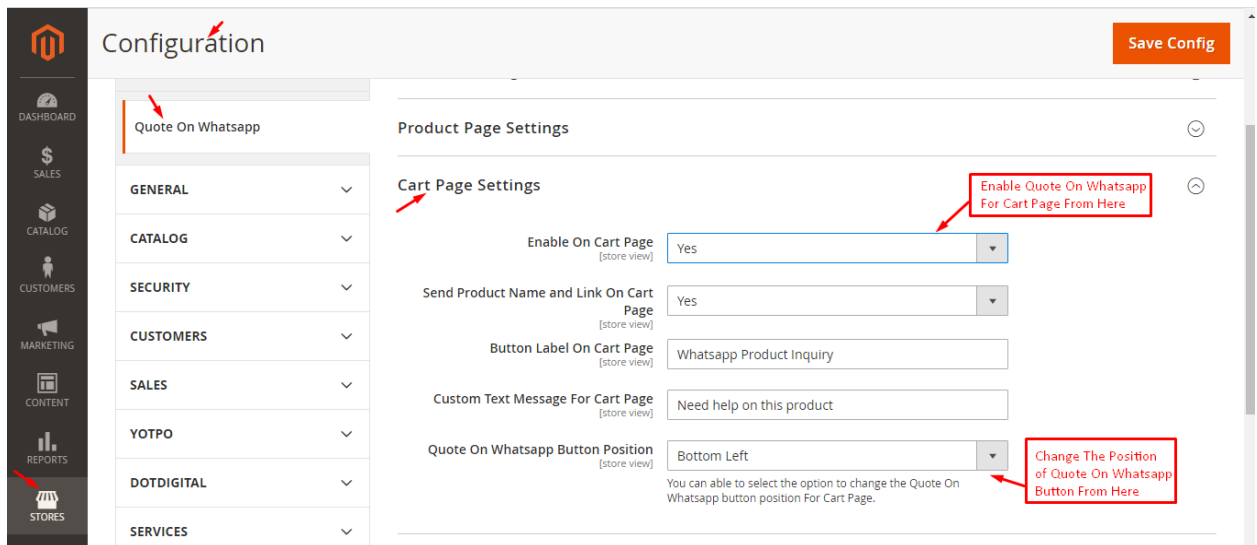 Configuration
Save Config
DASHBOARD
SALES
CATALOG
CUSTOMERS
MARKETING
CONTENT
REPORTS
STORES
Quote On Whatsapp
GENERAL
CATALOG
SECURITY
CUSTOMERS
SALES
YOTPO
DOTDIGITAL
SERVICES
Product Page Settings
Cart Page Settings
Enable Quote On Whatsapp
For Cart Page From Here
Enable On Cart Page
[store view]
Yes
Send Product Name and Link On Cart
Page
[store view]
Yes
Button Label On Cart Page
[store view]
Whatsapp Product Inquiry
Custom Text Message For Cart Page
[store view]
Need help on this product
Quote On Whatsapp Button Position
[store view]
Bottom Left
You can able to select the option to change the Quote On
Whatsapp button position For Cart Page.
Change The Position
of Quote On Whatsapp
Button From Here